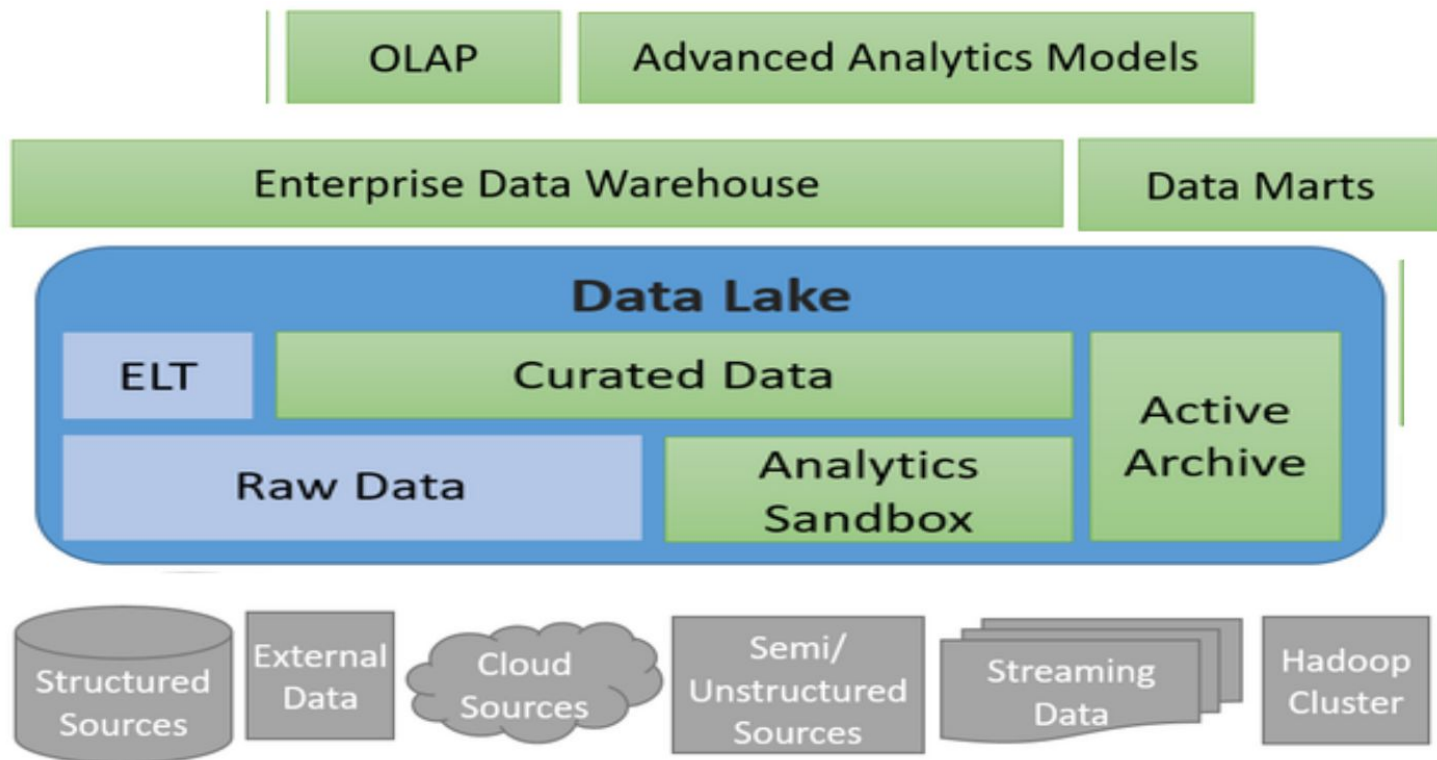 OLAP
Advanced Analytics Models
Enterprise Data Warehouse
Data Marts
Data Lake
ELT
Curated Data
Active
Archive
Raw Data
Analytics
Sandbox
Structured
Sources
External
Data
Cloud
Sources
Semi/
Unstructured
Sources
Streaming
Data
Hadoop
Cluster